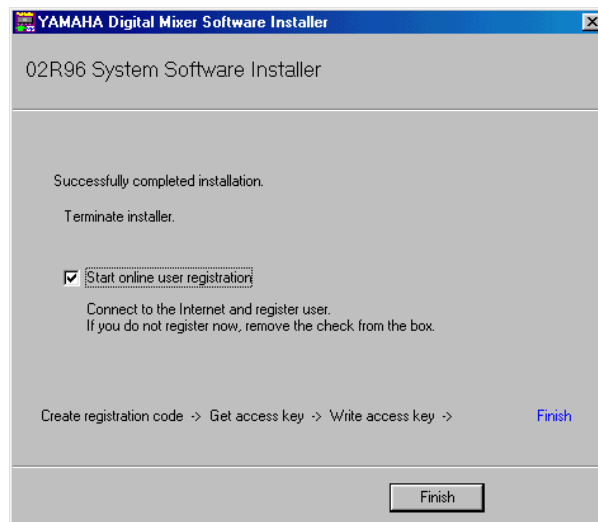 YAMAHA Digital Mixer Software Installer
02R96 System Software Installer
Successfully completed installation.
Terminate installer.
Start online user registration
Connect to the Internet and register user.
If you do not register now, remove the check from the box.
Create registration code -> Get access key -> Write access key -> Finish
Finish